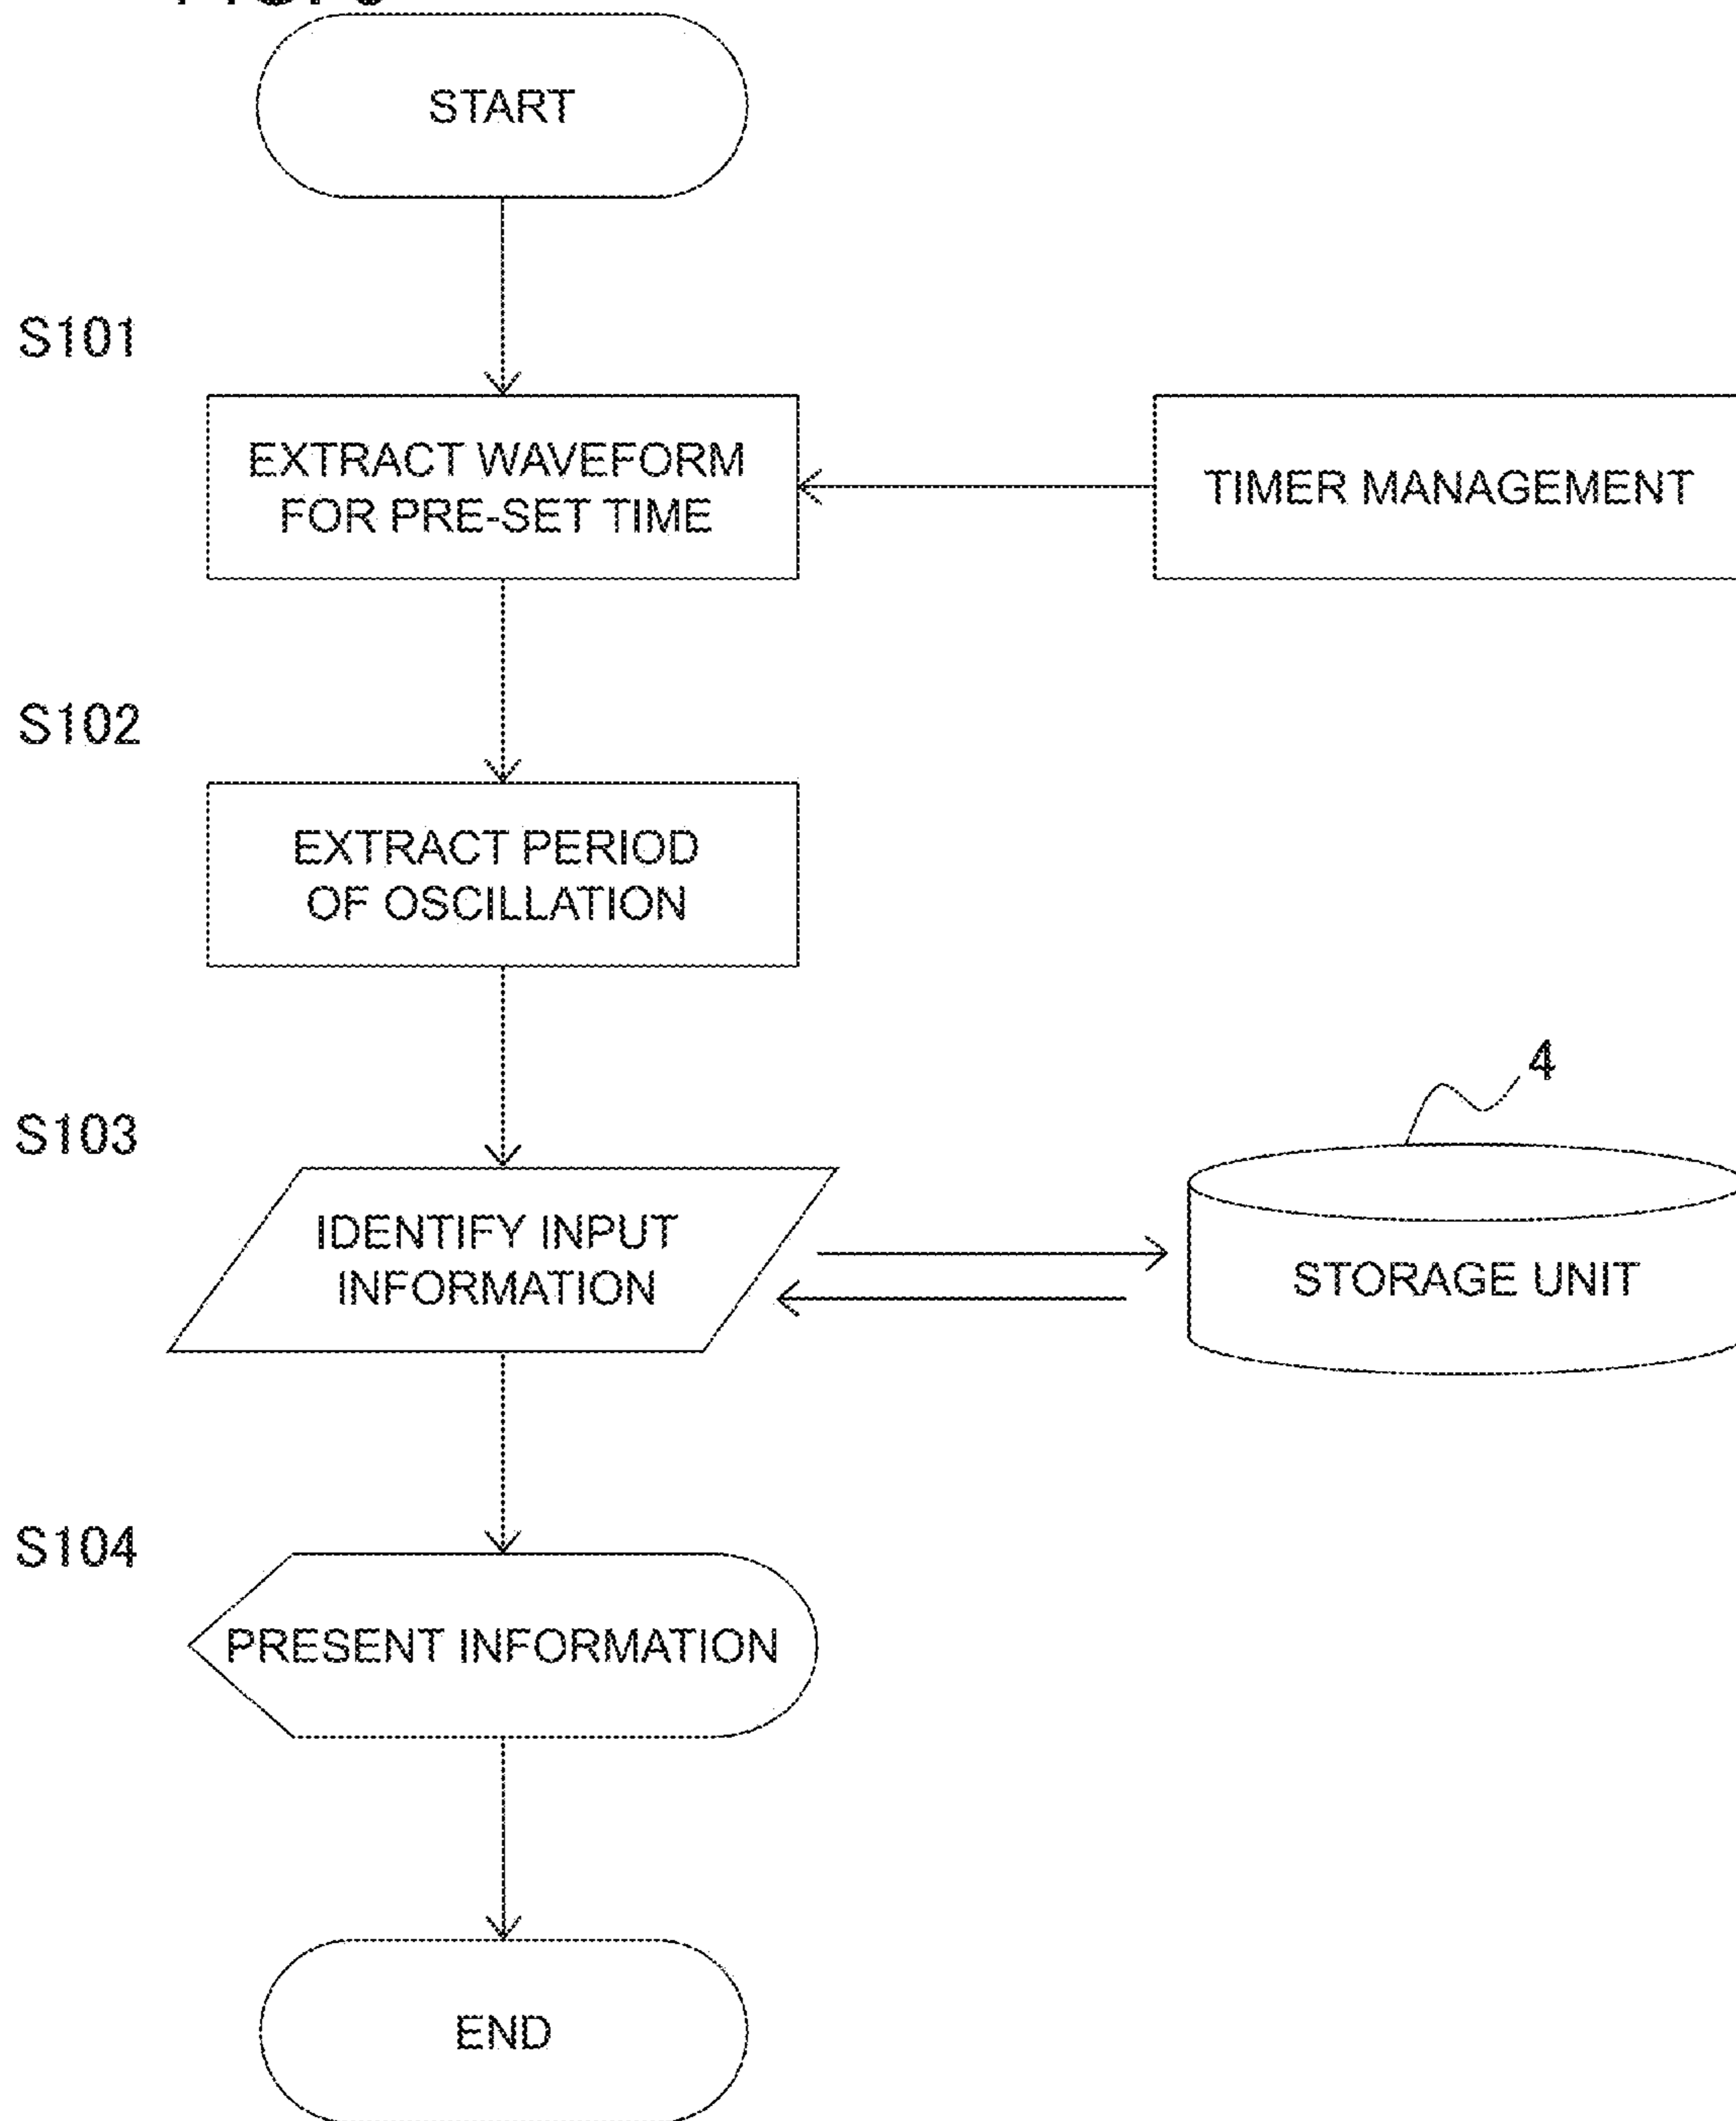 START
S101
EXTRACT WAVEFORM
FOR PRE-SET TIME
TIMER MANAGEMENT
S102
EXTRACT PERIOD
OF OSCILLATION
4
S103
IDENTIFY INPUT
INFORMATION
STORAGE UNIT
S104
PRESENT INFORMATION
END